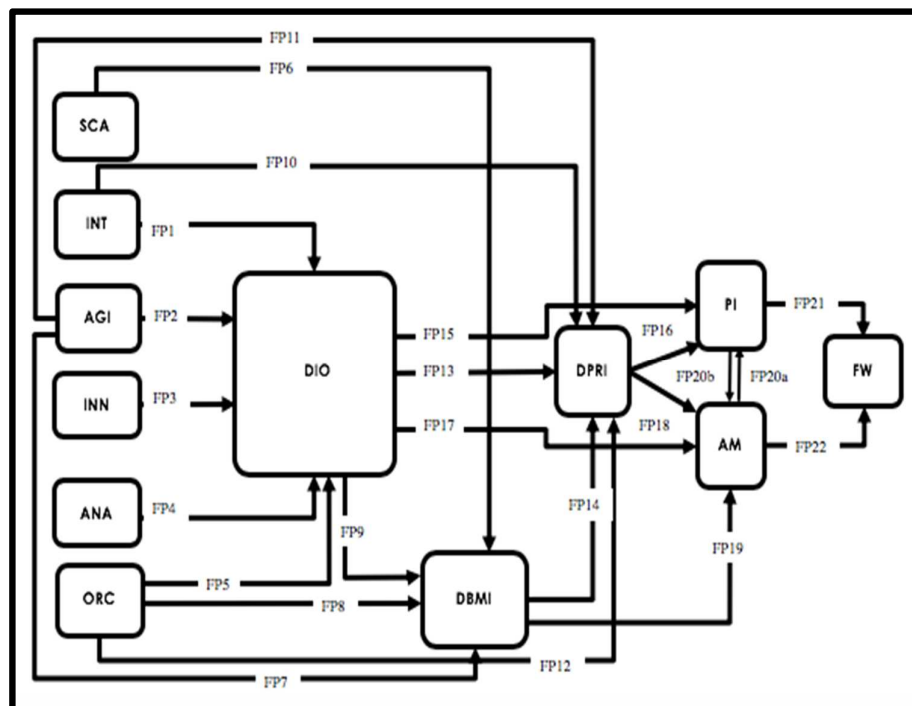 FP11
FP6
SCA
FP10
INT
FP1
AGI
FP2
PI
FP21
FP15
FP16
DIO
FP13
DPRI
FP20b
FP20a
FW
INN
FP3
FP17
FP18
AM
FP22
ANA
FP4
FP9
FP14
FP19
ORC
FP5
FP8
DBMI
FP12
FP7